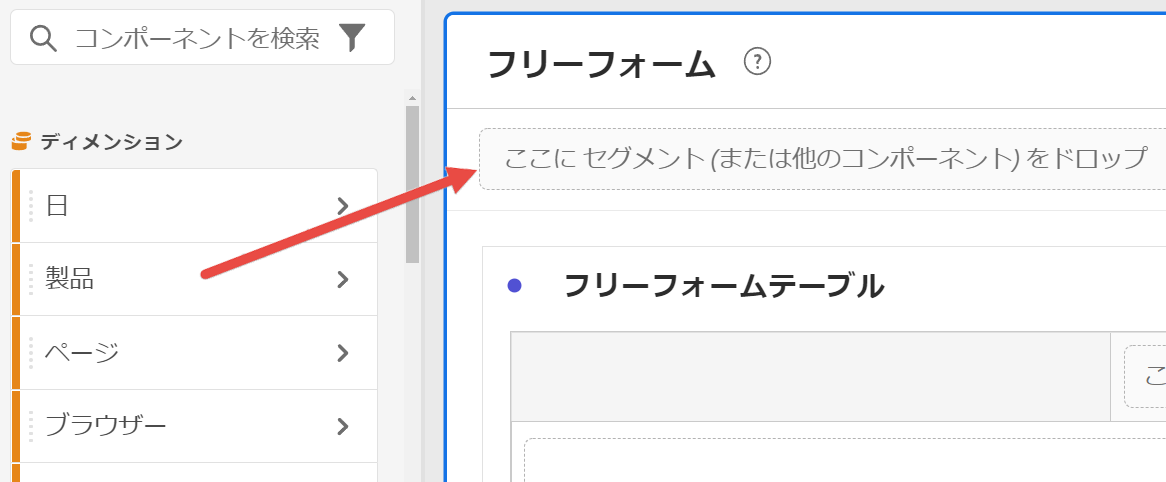 コンポーネントを検索
ディメンション
日
製品
ページ
ブラウザー
フリーフォーム ?
ここに セグメント (または他のコンポーネント) をドロップ
フリーフォームテーブル
こ